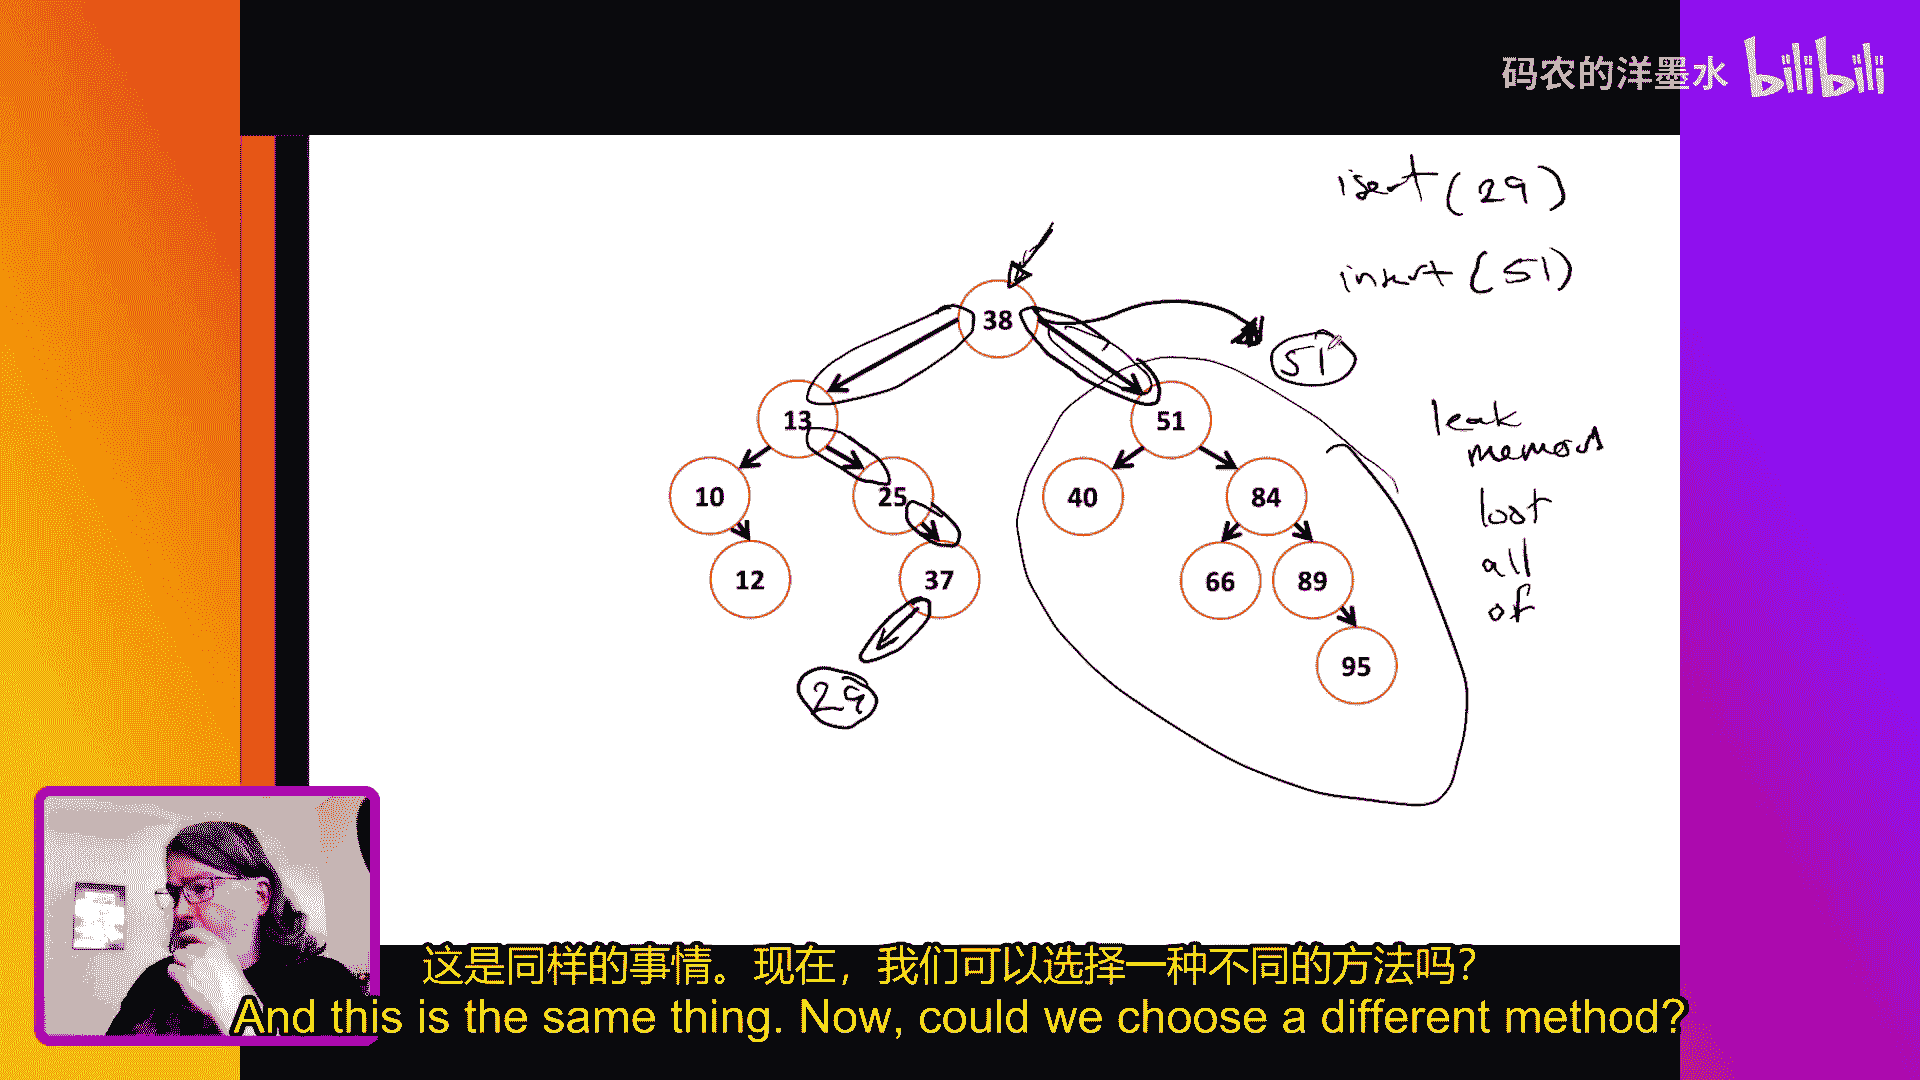 码农的洋墨水 bilibili
isert (29)
insert (51)
38
51
13
51
10
25
40
84
12
37
66
89
95
29
leak
memory
loot
all
of
这是同样的事情。现在，我们可以选择一种不同的方法吗？
And this is the same thing. Now, could we choose a different method?